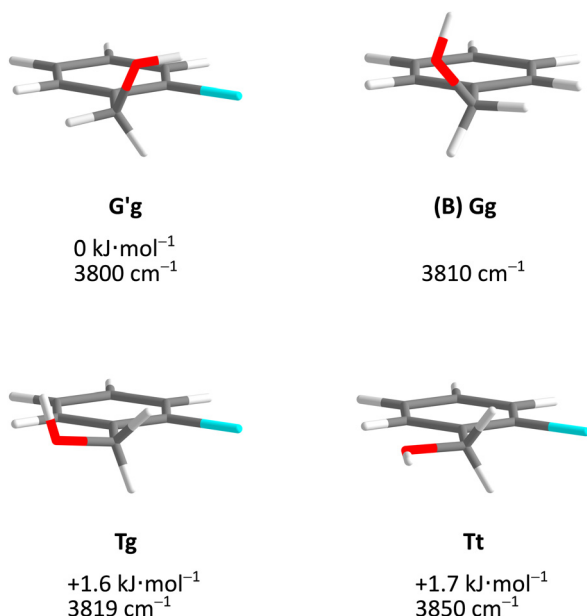 G'g
0 kJ·mol⁻¹
3800 cm⁻¹
(B) Gg
3810 cm⁻¹
Tg
+1.6 kJ·mol⁻¹
3819 cm⁻¹
Tt
+1.7 kJ·mol⁻¹
3850 cm⁻¹